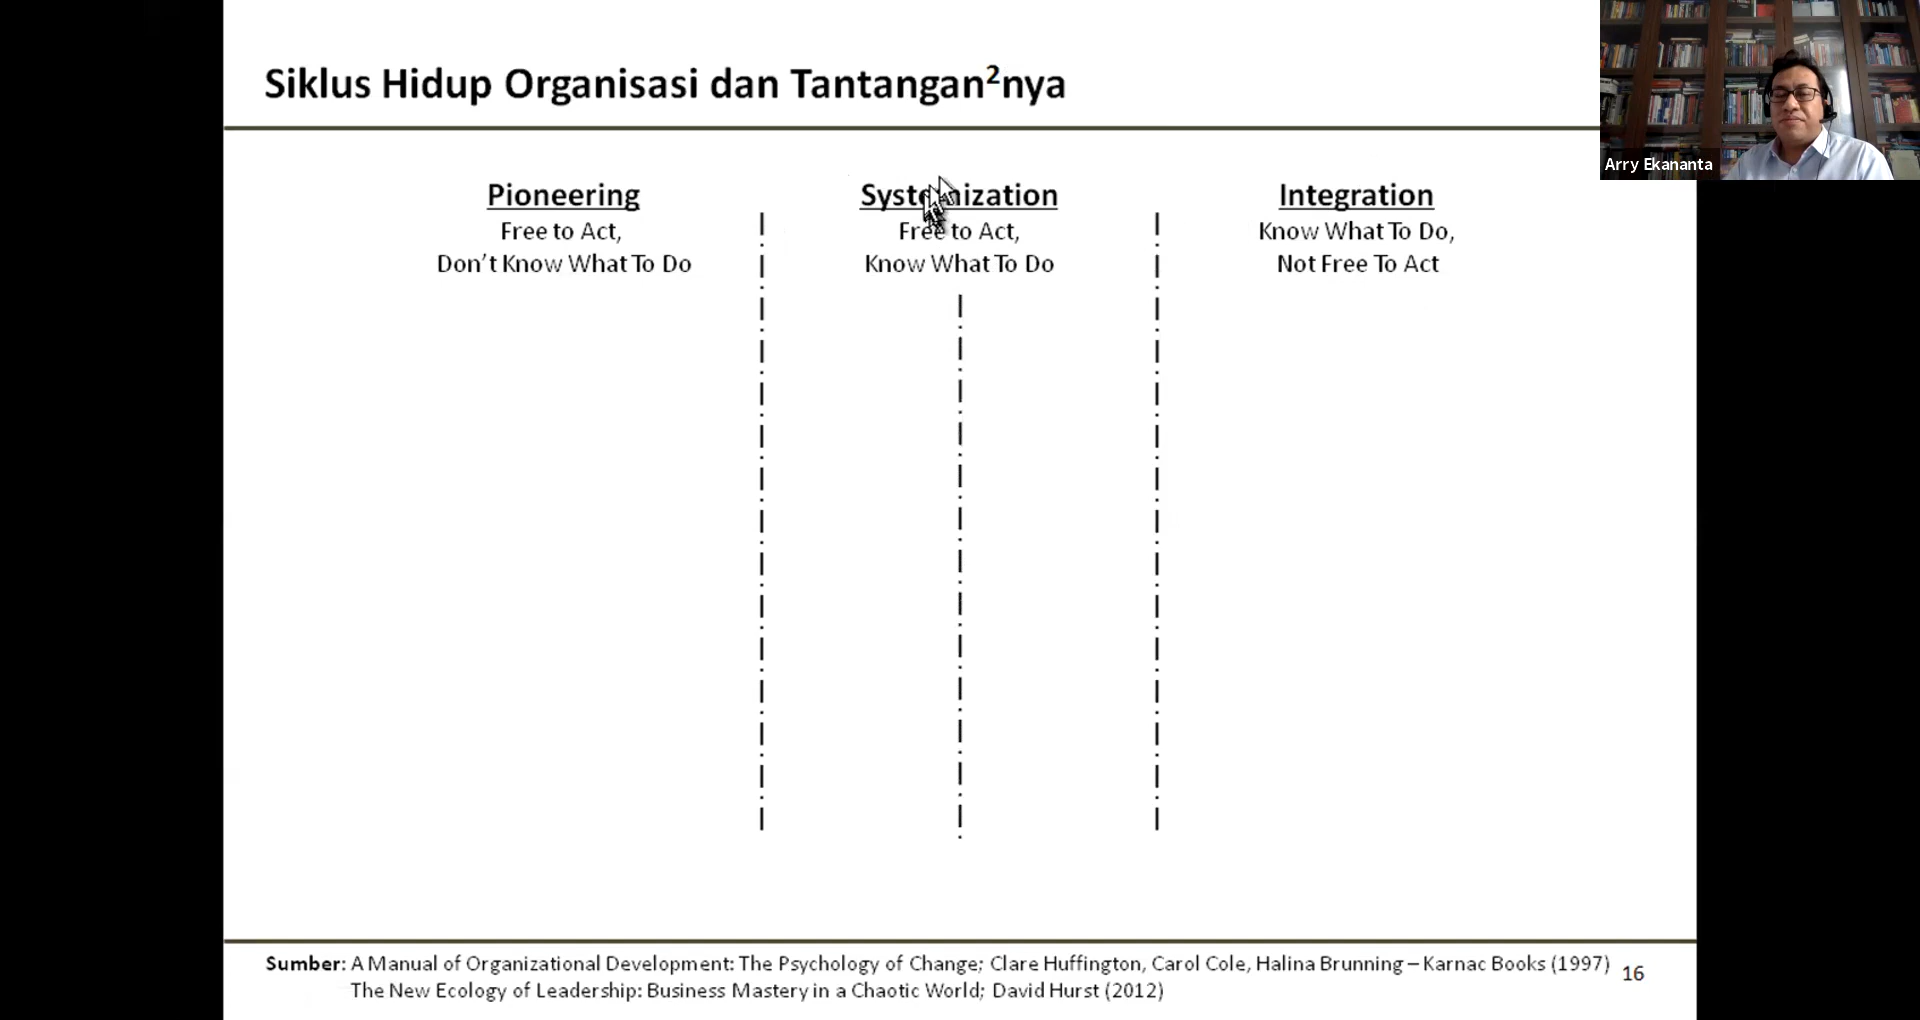 Siklus Hidup Organisasi dan Tantangan²nya
Arry Ekananta
Pioneering
Free to Act,
Don't Know What To Do
Systemization
Free to Act,
Know What To Do
Integration
Know What To Do,
Not Free To Act
Sumber: A Manual of Organizational Development: The Psychology of Change; Clare Huffington, Carol Cole, Halina Brunning – Karnac Books (1997)
The New Ecology of Leadership: Business Mastery in a Chaotic World; David Hurst (2012)
16